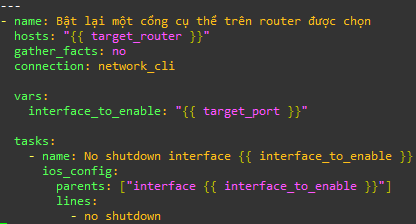 ---
- name: Bật lại một cổng cụ thể trên router được chọn
  hosts: "{{ target_router }}"
  gather_facts: no
  connection: network_cli

  vars:
    interface_to_enable: "{{ target_port }}"

  tasks:
    - name: No shutdown interface {{ interface_to_enable }}
      ios_config:
        parents: ["interface {{ interface_to_enable }}"]
        lines:
          - no shutdown